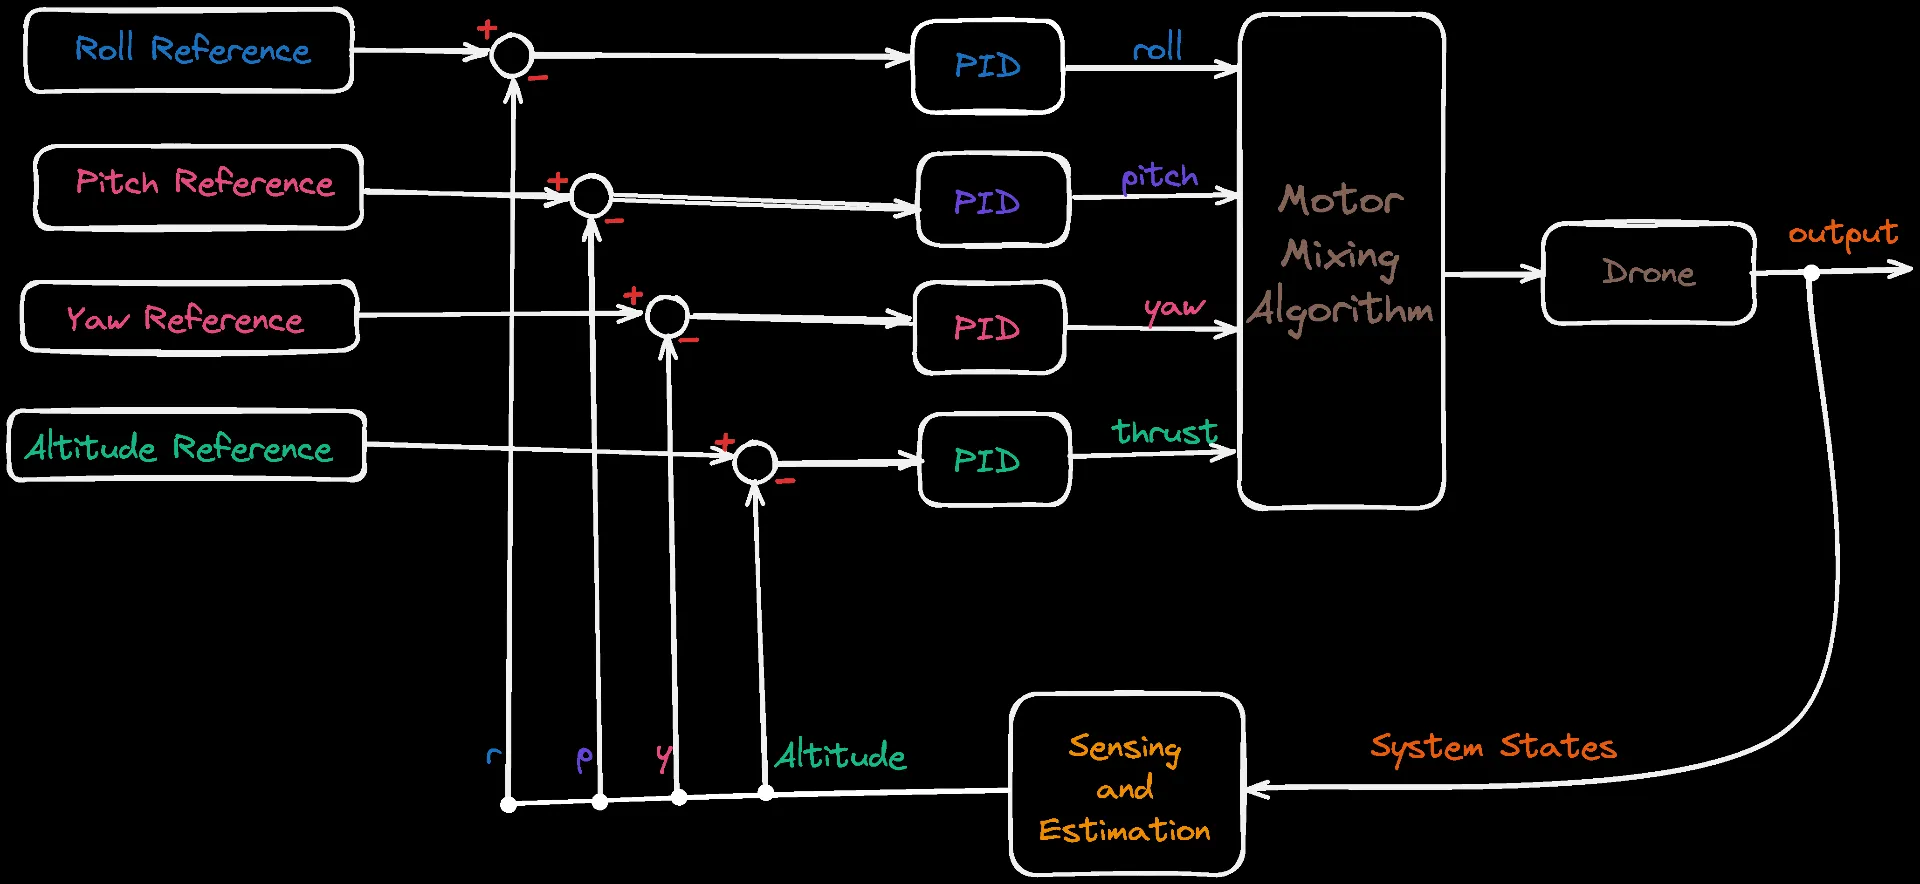 Roll Reference
+
-
PID
roll
Pitch Reference
+
-
PID
pitch
Yaw Reference
+
-
PID
yaw
Altitude Reference
+
-
PID
thrust
Motor
Mixing
Algorithm
Drone
output
r
p
y
Altitude
Sensing
and
Estimation
System States